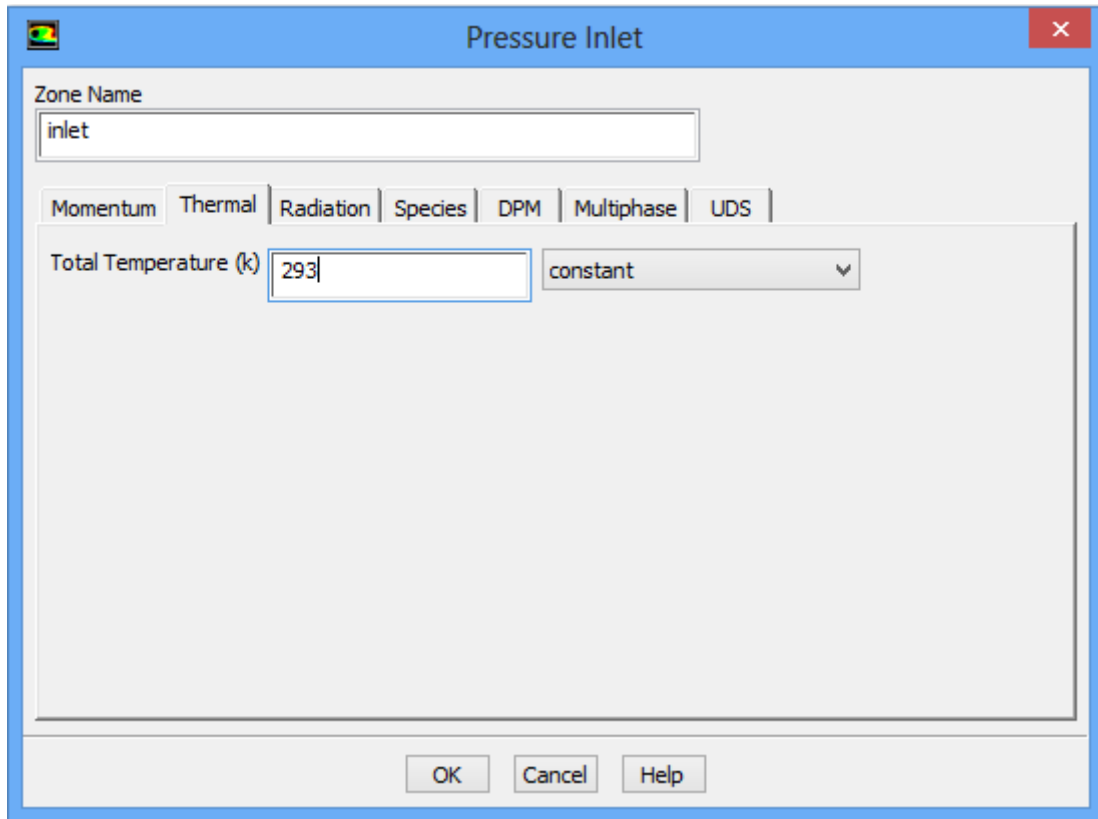 Pressure Inlet
Zone Name
inlet
Momentum Thermal Radiation Species DPM Multiphase UDS
Total Temperature (k) 293 constant
OK Cancel Help